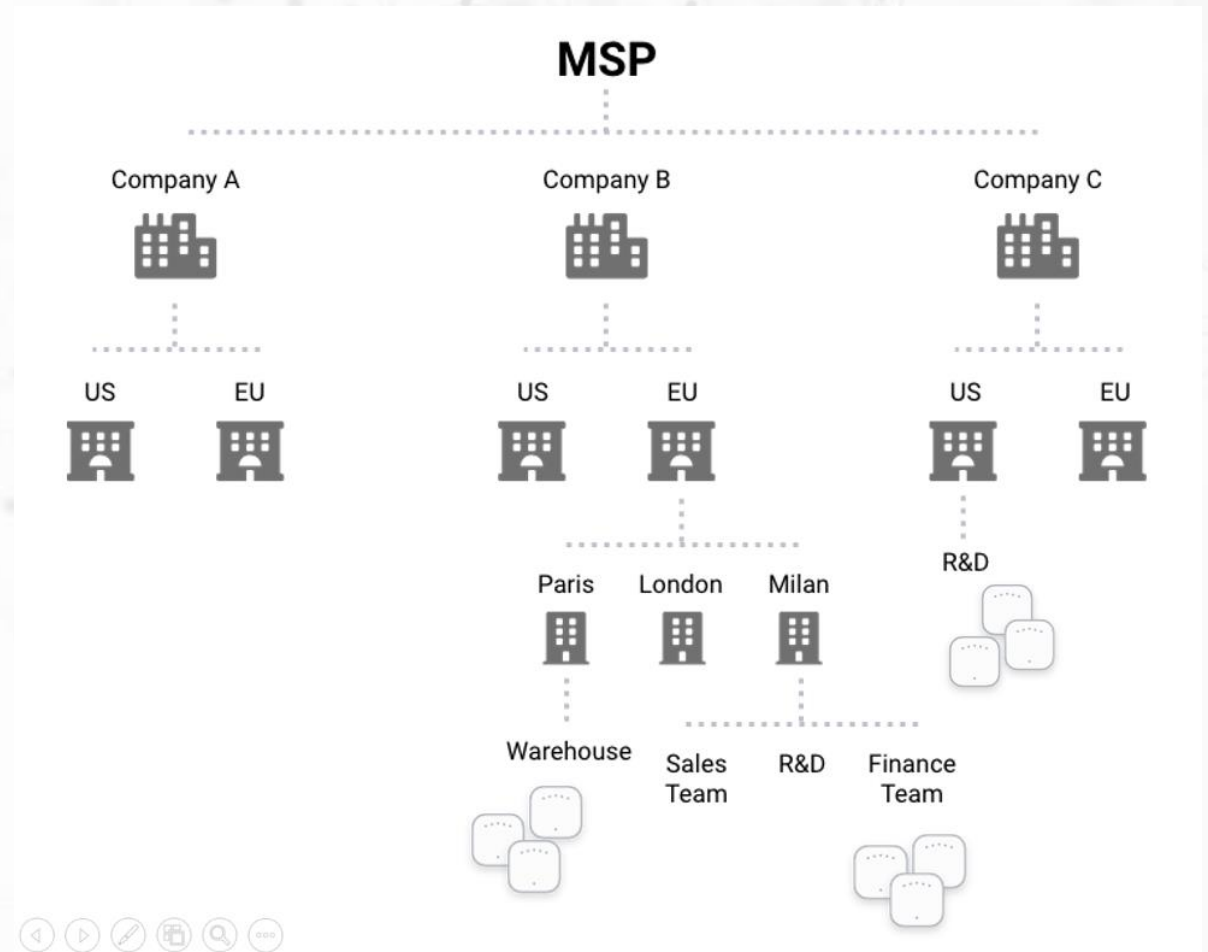 MSP
Company A
Company B
Company C
US
EU
US
EU
US
EU
Paris
London
Milan
R&D
Warehouse
Sales
Team
R&D
Finance
Team